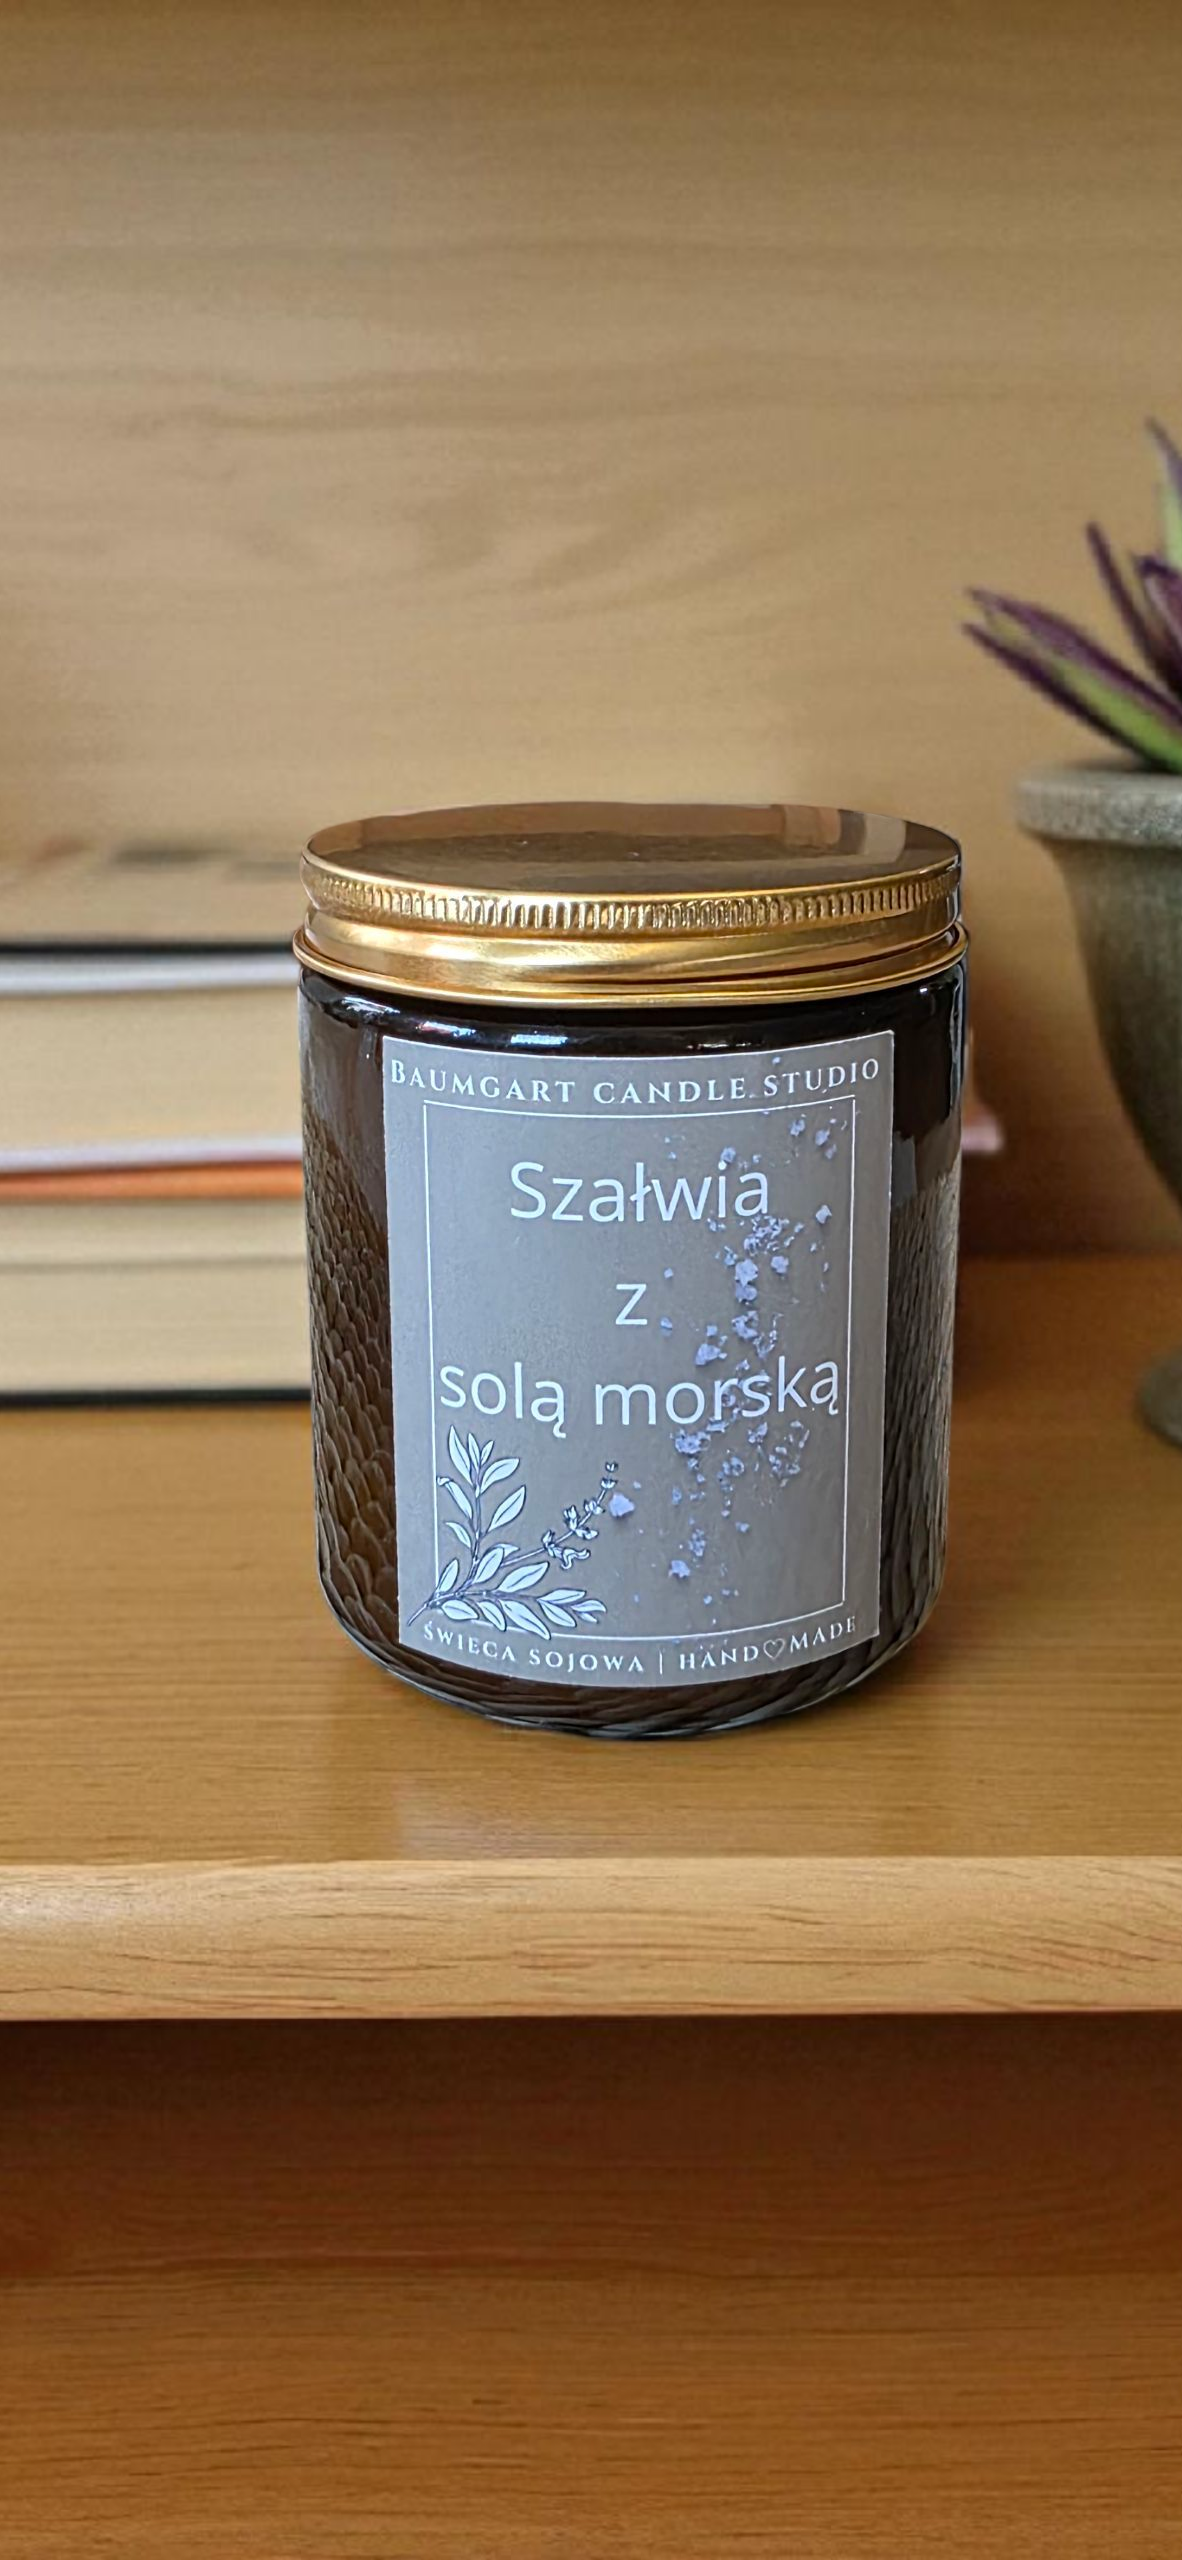 BAUMGART CANDLE STUDIO
Szałwia
z
solą morską
ŚWIECA SOJOWA | HAND♡MADE